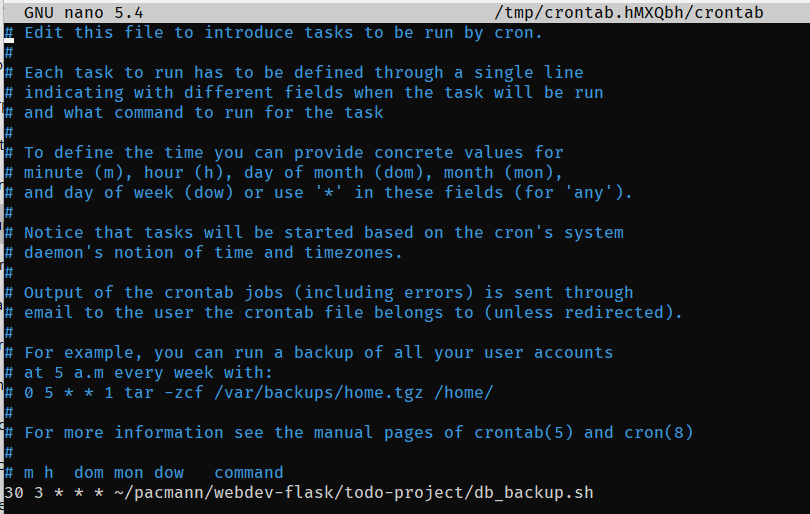 GNU nano 5.4 /tmp/crontab.hMXQbh/crontab
# Edit this file to introduce tasks to be run by cron.
#
# Each task to run has to be defined through a single line
# indicating with different fields when the task will be run
# and what command to run for the task
#
# To define the time you can provide concrete values for
# minute (m), hour (h), day of month (dom), month (mon),
# and day of week (dow) or use '*' in these fields (for 'any').
#
# Notice that tasks will be started based on the cron's system
# daemon's notion of time and timezones.
#
# Output of the crontab jobs (including errors) is sent through
# email to the user the crontab file belongs to (unless redirected).
#
# For example, you can run a backup of all your user accounts
# at 5 a.m every week with:
# 0 5 * * 1 tar -zcf /var/backups/home.tgz /home/
#
# For more information see the manual pages of crontab(5) and cron(8)
#
# m h  dom mon dow   command
30 3 * * * ~/pacmann/webdev-flask/todo-project/db_backup.sh